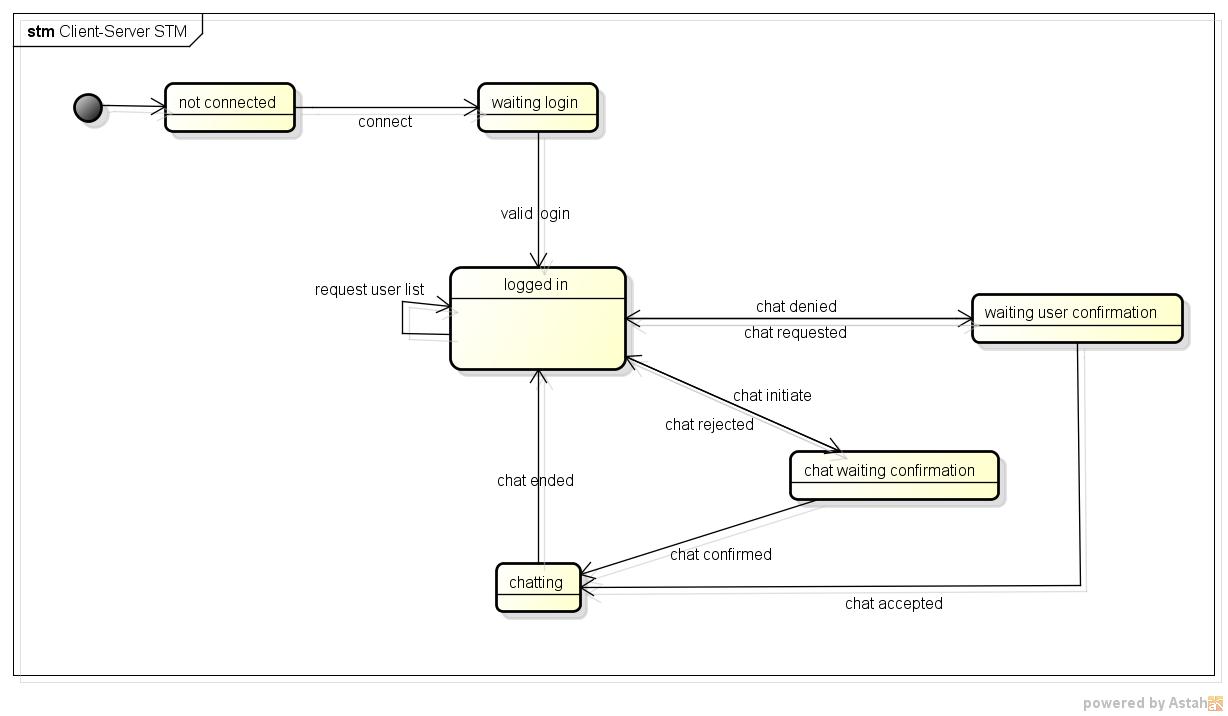 stm Client-Server STM
not connected
waiting login
connect
valid login
request user list
logged in
chat denied
waiting user confirmation
chat requested
chat initiate
chat rejected
chat waiting confirmation
chat ended
chat confirmed
chatting
chat accepted
powered by Astah